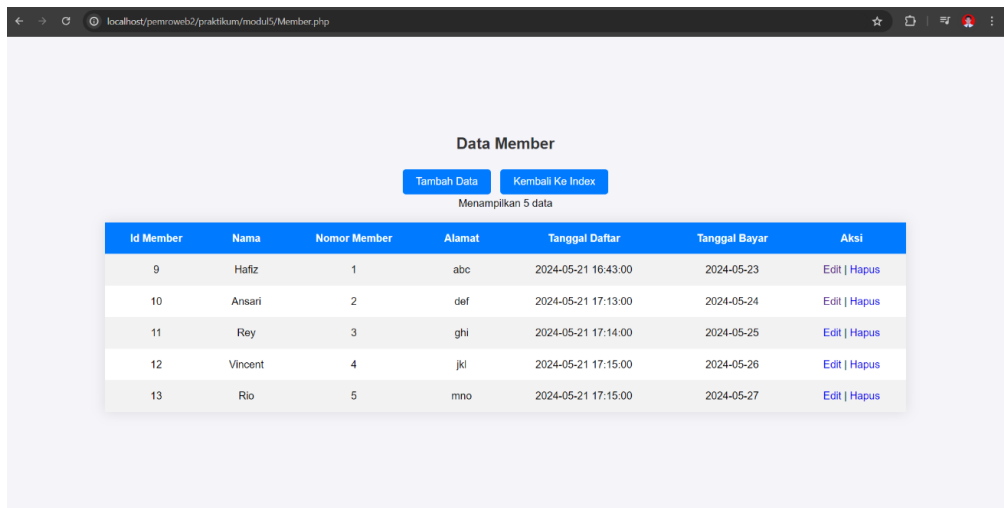 localhost/pemroweb2/praktikum/modul5/Member.php
Data Member
Tambah Data Kembali Ke Index
Menampilkan 5 data
Id Member Nama Nomor Member Alamat Tanggal Daftar Tanggal Bayar Aksi
9 Hafiz 1 abc 2024-05-21 16:43:00 2024-05-23 Edit | Hapus
10 Ansari 2 def 2024-05-21 17:13:00 2024-05-24 Edit | Hapus
11 Rey 3 ghi 2024-05-21 17:14:00 2024-05-25 Edit | Hapus
12 Vincent 4 jkl 2024-05-21 17:15:00 2024-05-26 Edit | Hapus
13 Rio 5 mno 2024-05-21 17:15:00 2024-05-27 Edit | Hapus